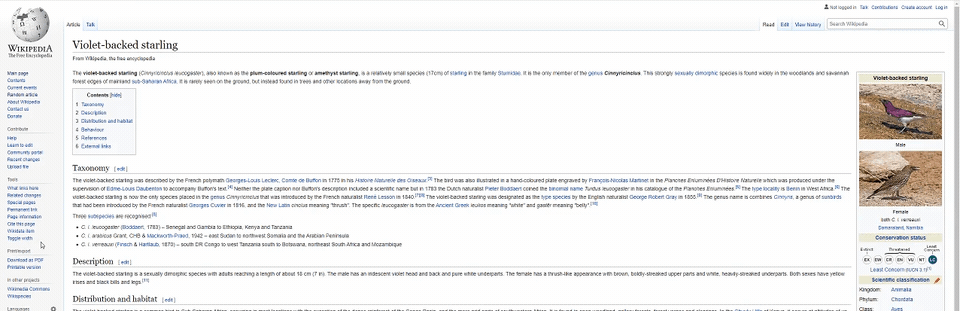 Not logged in Talk Contributions Create account Log in
Article Talk
Read Edit View history Search Wikipedia
WIKIPEDIA
The Free Encyclopedia
Main page
Contents
Current events
Random article
About Wikipedia
Contact us
Donate
Contribute
Help
Learn to edit
Community portal
Recent changes
Upload file
Tools
What links here
Related changes
Special pages
Permanent link
Page information
Cite this page
Wikidata item
Toggle width
Print/export
Download as PDF
Printable version
In other projects
Wikimedia Commons
Wikispecies
Languages
Violet-backed starling
From Wikipedia, the free encyclopedia
The violet-backed starling (Cinnyricinclus leucogaster), also known as the plum-coloured starling or amethyst starling, is a relatively small species (17cm) of starling in the family Sturnidae. It is the only member of the genus Cinnyricinclus. This strongly sexually dimorphic species is found widely in the woodlands and savannah
forest edges of mainland sub-Saharan Africa. It is rarely seen on the ground, but instead found in trees and other locations away from the ground.
Contents [hide]
1 Taxonomy
2 Description
3 Distribution and habitat
4 Behaviour
5 References
6 External links
Taxonomy [ edit ]
The violet-backed starling was described by the French polymath Georges-Louis Leclerc, Comte de Buffon in 1775 in his Histoire Naturelle des Oiseaux.[2] The bird was also illustrated in a hand-coloured plate engraved by François-Nicolas Martinet in the Planches Enluminées D'Histoire Naturelle which was produced under the
supervision of Edme-Louis Daubenton to accompany Buffon's text.[3] Neither the plate caption nor Buffon's description included a scientific name but in 1783 the Dutch naturalist Pieter Boddaert coined the binomial name Turdus leucogaster in his catalogue of the Planches Enluminées.[4] The type locality is Benin in West Africa.[5] The
violet-backed starling is now the only species placed in the genus Cinnyricinclus that was introduced by the French naturalist René Lesson in 1840.[6][7] The violet-backed starling was designated as the type species by the English naturalist George Robert Gray in 1855. The genus name is combines Cinnyris, a genus of sunbirds
that had been introduced by the French naturalist Georges Cuvier in 1816, and the New Latin cinclus meaning "thrush". The specific leucogaster is from the Ancient Greek leukos meaning "white" and gastēr meaning "belly".
Three subspecies are recognised:
C. l. leucogaster (Boddaert, 1783) – Senegal and Gambia to Ethiopia, Kenya and Tanzania
C. l. arabicus Grant, CHB & Mackworth-Praed, 1942 – east Sudan to northwest Somalia and the Arabian Peninsula
C. l. verreauxi (Finsch & Hartlaub, 1870) – south DR Congo to west Tanzania south to Botswana, northeast South Africa and Mozambique
Description [ edit ]
The violet-backed starling is a sexually dimorphic species with adults reaching a length of about 18 cm (7 in). The male has an iridescent violet head and back and pure white underparts. The female has a thrush-like appearance with brown, boldly-streaked upper parts and white, heavily-streaked underparts. Both sexes have yellow
irises and black bills and legs.
Distribution and habitat [ edit ]
Violet-backed starling
Male
Female
both C. l. verreauxi
Damaraland, Namibia
Conservation status
Extinct Threatened Least Concern
EX EW CR EN VU NT LC
Least Concern (IUCN 3.1)[1]
Scientific classification
Kingdom: Animalia
Phylum: Chordata
Class: Aves